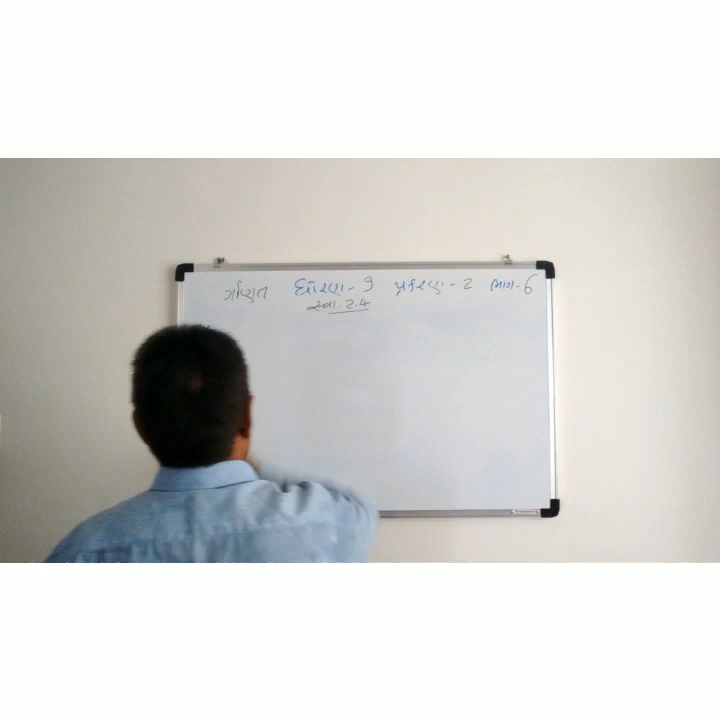 ગણિત ધોરણ - 9 પ્રકરણ - 2 ભાગ - 6
સ્વા. 2.4